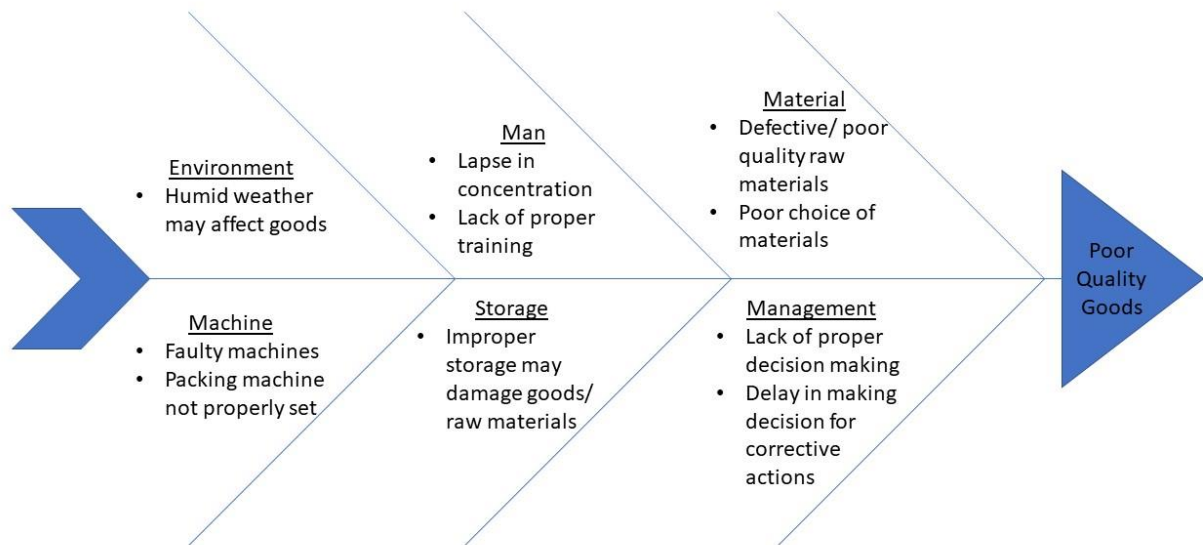 Environment
• Humid weather
may affect goods
Man
• Lapse in
concentration
• Lack of proper
training
Material
• Defective/ poor
quality raw
materials
• Poor choice of
materials
Machine
• Faulty machines
• Packing machine
not properly set
Storage
• Improper
storage may
damage goods/
raw materials
Management
• Lack of proper
decision making
• Delay in making
decision for
corrective
actions
Poor
Quality
Goods